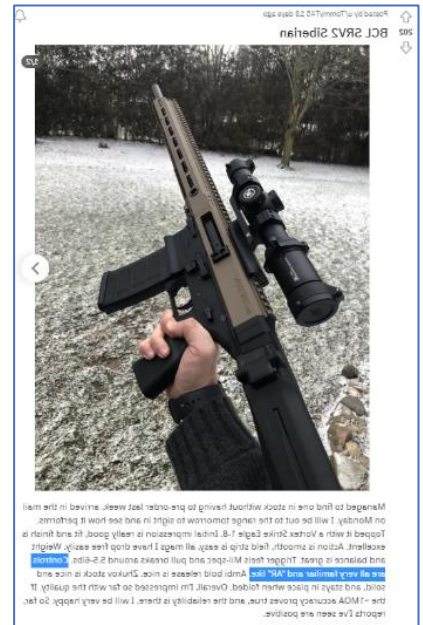 Posted by u/TommyT45 13 days ago
BCL SRV2 Siberian
1/2
Managed to find one in stock without having to pre-order last week, arrived in the mail
on Monday. I will be out to the range tomorrow to sight in and see how it performs.
Topped it with a Vortex Strike Eagle 1-8. Initial impression is really good, fit and finish is
excellent. Action is smooth, field strip is easy, all mags I have drop free easily. Weight
and balance is great. Trigger feels Mil-spec and pull breaks around 5.5-6lbs. Controls
are all very familiar and "AR" like. Ambi bold release is nice. Zhukov stock is nice and
solid, and stays in place when folded. Overall, I'm impressed so far with the quality. If
the ~1MOA accuracy proves true, and the reliability is there, I will be very happy. So far,
reports I've seen are positive.